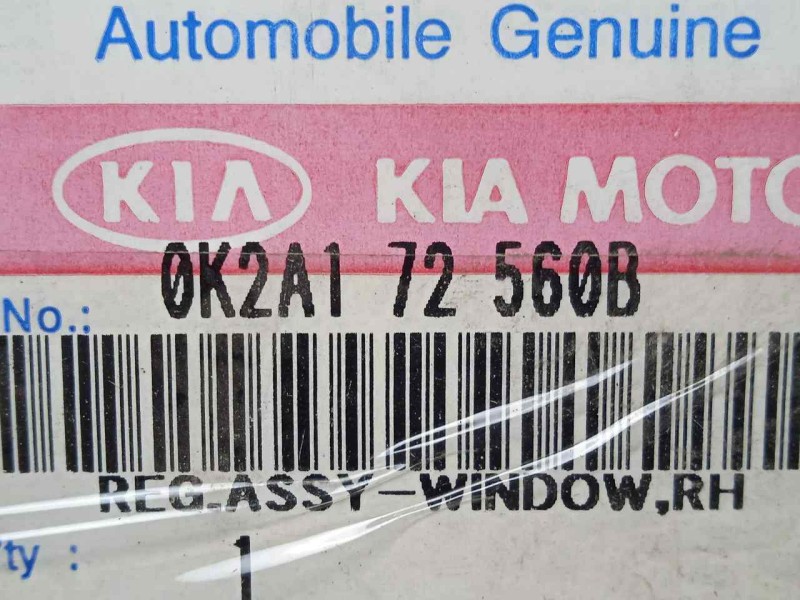 Automobile Genuine
KIA KIA MOTO
0K2A1 72 560B
No.:
REG.ASSY-WINDOW,RH
ty : 1